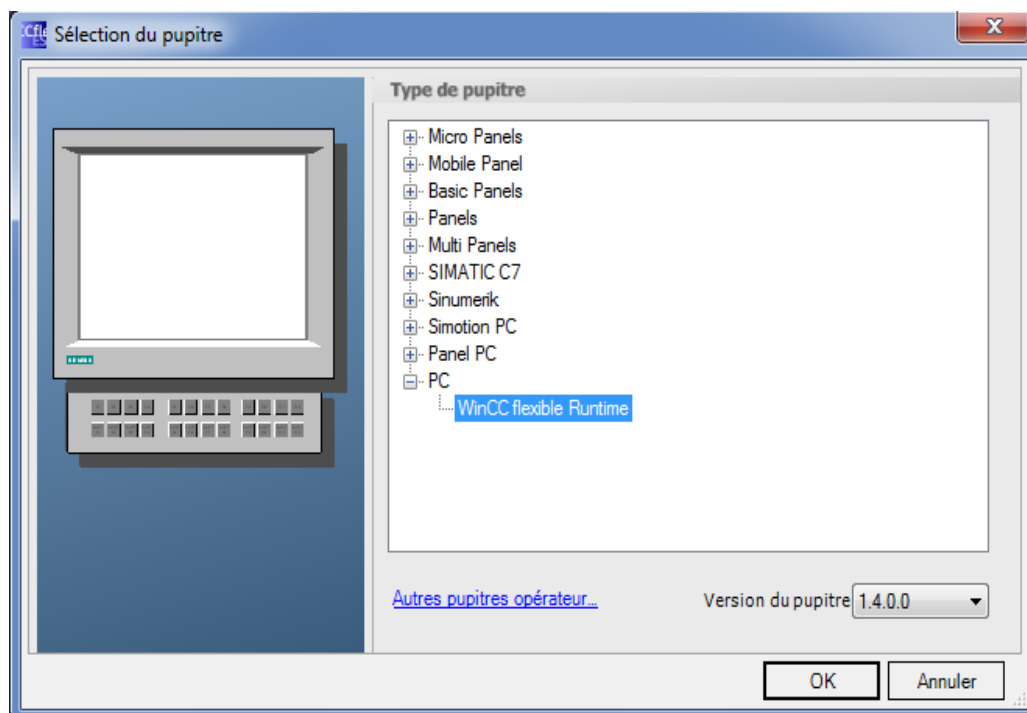 Sélection du pupitre
Type de pupitre
Micro Panels
Mobile Panel
Basic Panels
Panels
Multi Panels
SIMATIC C7
Sinumerik
Simotion PC
Panel PC
PC
WinCC flexible Runtime
Autres pupitres opérateur...
Version du pupitre 1.4.0.0
OK
Annuler